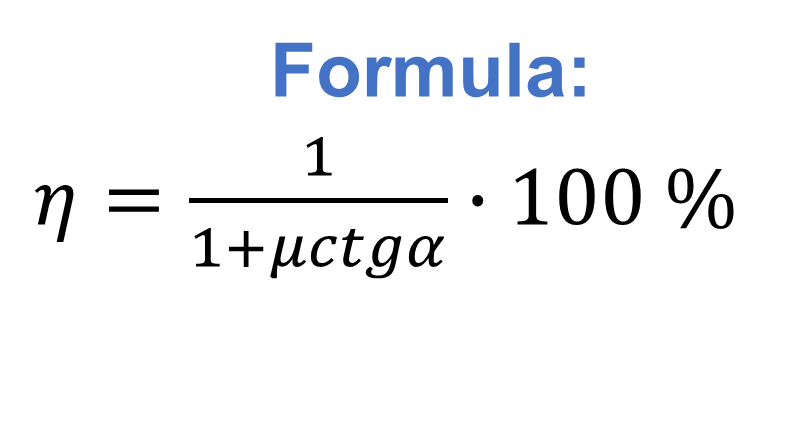 Formula:
η = 1/(1+μctgα) · 100 %